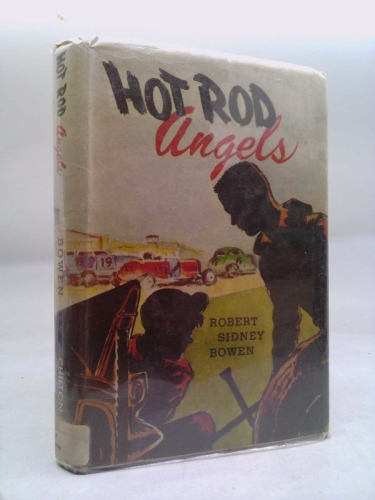 HOT ROD
Angels
BOWEN
CHILTON
HOT ROD
Angels
19
ROBERT
SIDNEY
BOWEN